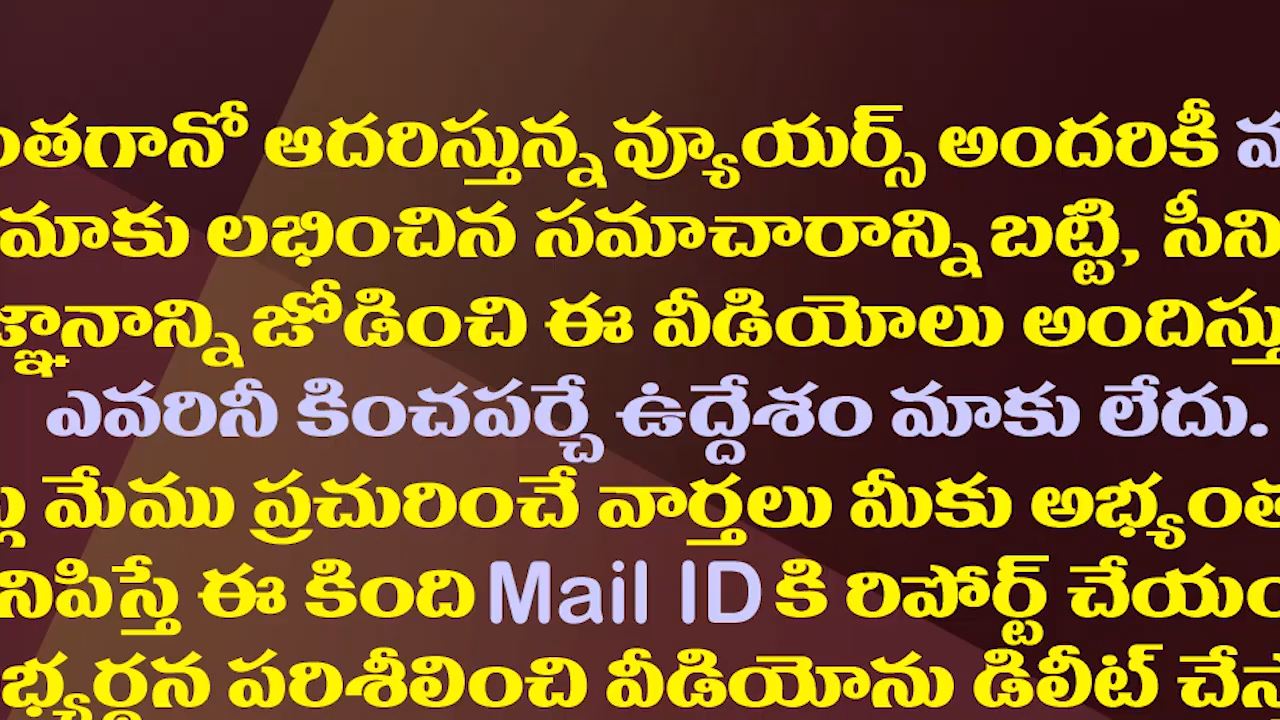 ఆదరిస్తున్న వ్యూయర్స్ అందరికీ
మాకు లభించిన సమాచారాన్ని బట్టి,
జోడించి ఈ వీడియోలు
ఎవరినీ కించపర్చే ఉద్దేశం మాకు లేదు.
మేము ప్రచురించే వార్తలు మీకు
ఈ కింది Mail ID కి రిపోర్ట్
పరిశీలించి వీడియోను డిలీట్